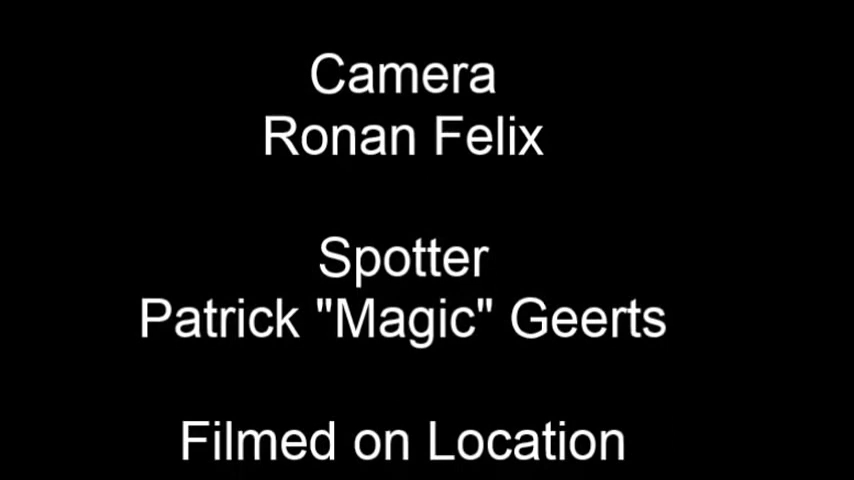 Camera
Ronan Felix
Spotter
Patrick "Magic" Geerts
Filmed on Location